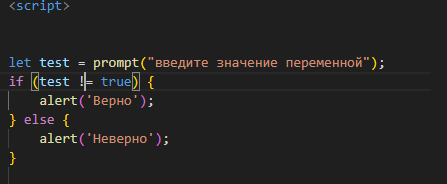 <script>
let test = prompt("введите значение переменной");
if (test != true) {
    alert('Верно');
} else {
    alert('Неверно');
}